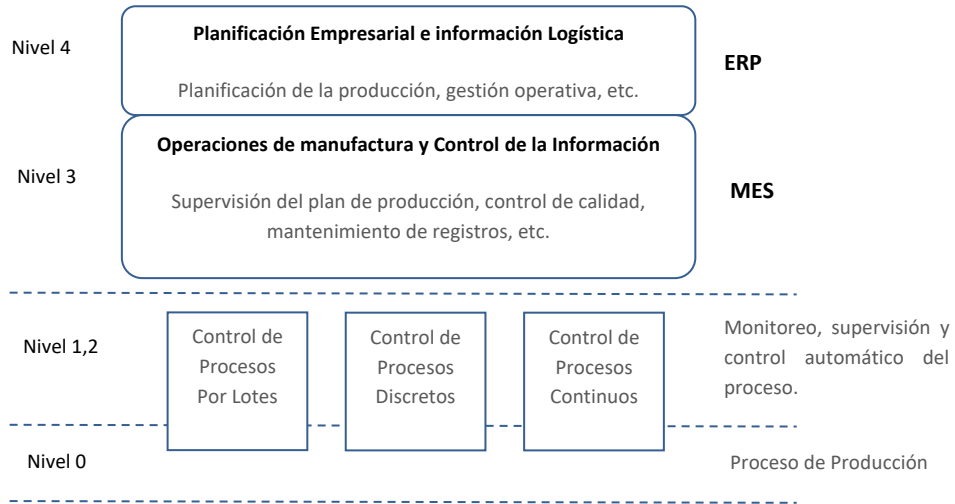 Nivel 4
Planificación Empresarial e información Logística
Planificación de la producción, gestión operativa, etc.
ERP
Nivel 3
Operaciones de manufactura y Control de la Información
Supervisión del plan de producción, control de calidad,
mantenimiento de registros, etc.
MES
Nivel 1,2
Control de
Procesos
Por Lotes
Control de
Procesos
Discretos
Control de
Procesos
Continuos
Monitoreo, supervisión y
control automático del
proceso.
Nivel 0
Proceso de Producción